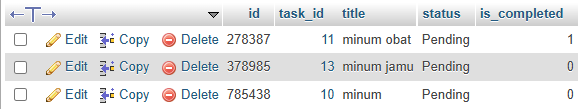 id task_id title status is_completed
Edit Copy Delete 278387 11 minum obat Pending 1
Edit Copy Delete 378985 13 minum jamu Pending 0
Edit Copy Delete 785438 10 minum Pending 0